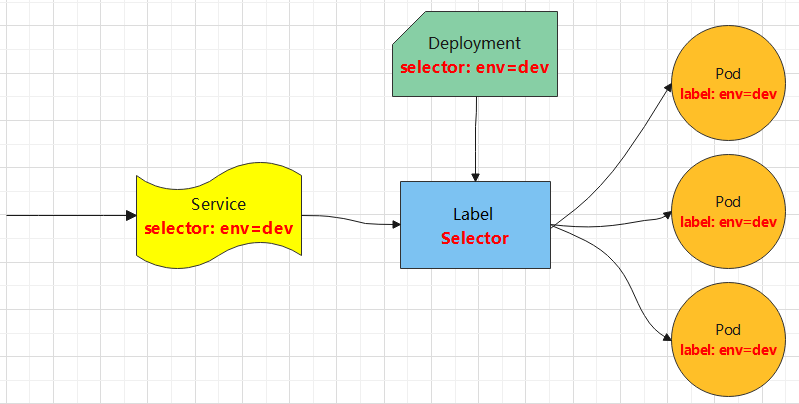 Deployment
selector: env=dev
Pod
label: env=dev
Service
selector: env=dev
Label
Selector
Pod
label: env=dev
Pod
label: env=dev